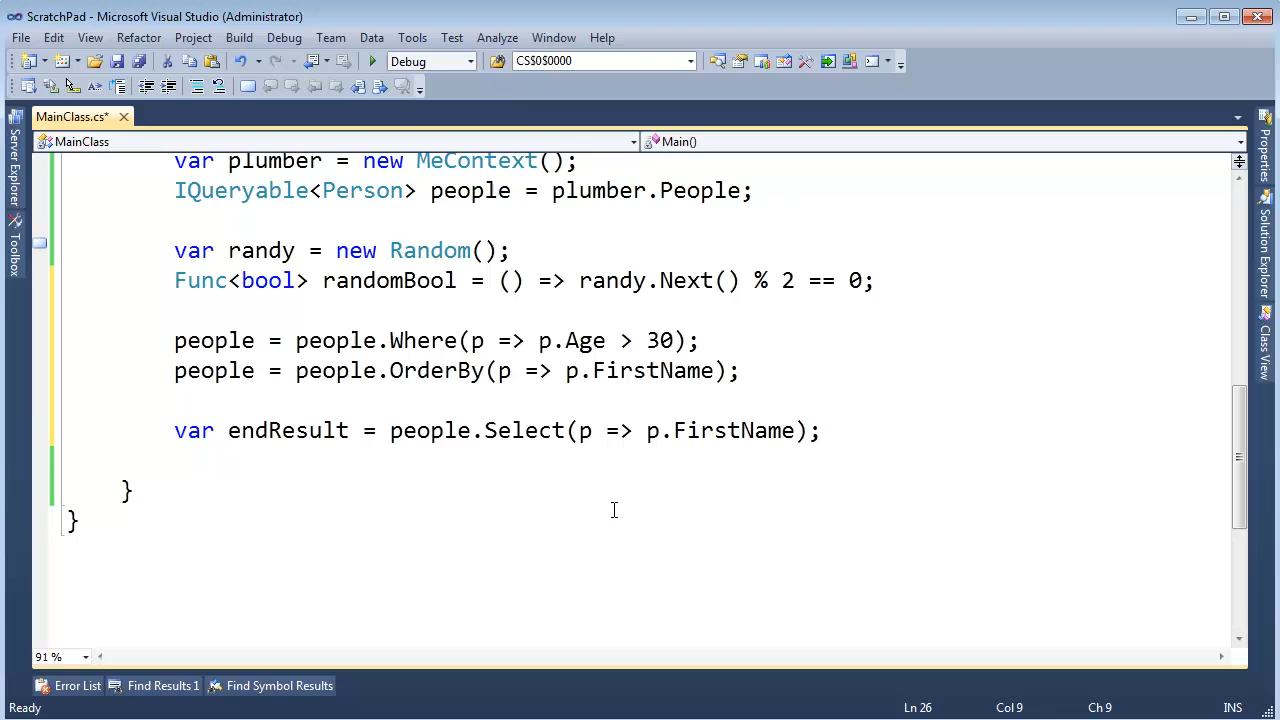 ScratchPad - Microsoft Visual Studio (Administrator)
File Edit View Refactor Project Build Debug Team Data Tools Test Analyze Window Help
Debug CS$0$0000
MainClass.cs*
MainClass Main()
Server Explorer
Toolbox
var plumber = new MeContext();
IQueryable<Person> people = plumber.People;
var randy = new Random();
Func<bool> randomBool = () => randy.Next() % 2 == 0;
people = people.Where(p => p.Age > 30);
people = people.OrderBy(p => p.FirstName);
var endResult = people.Select(p => p.FirstName);
}
}
Properties
Solution Explorer
Class View
91 %
Error List Find Results 1 Find Symbol Results
Ready Ln 26 Col 9 Ch 9 INS